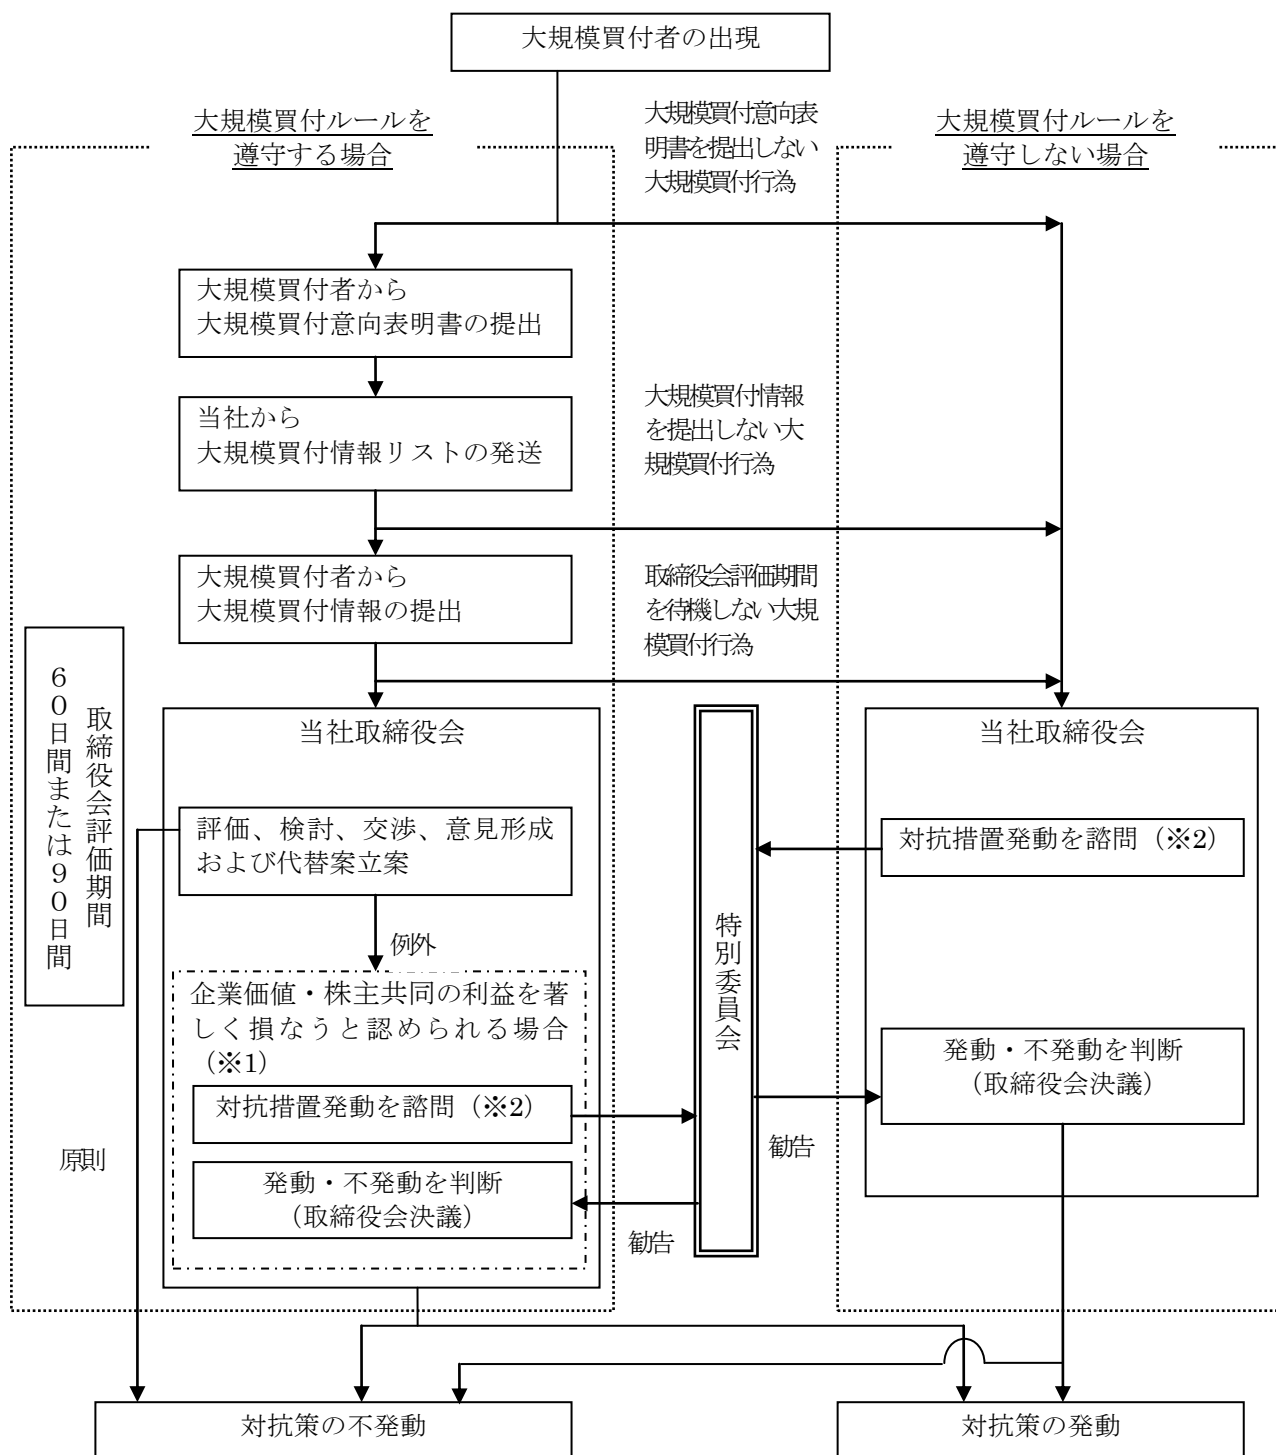 大規模買付者の出現
大規模買付ルールを
遵守する場合
大規模買付意向表
明書を提出しない
大規模買付行為
大規模買付ルールを
遵守しない場合
大規模買付者から
大規模買付意向表明書の提出
当社から
大規模買付情報リストの発送
大規模買付情報
を提出しない大
規模買付行為
大規模買付者から
大規模買付情報の提出
取締役会評価期間
を待機しない大規
模買付行為
取締役会評価期間
60日間または90日間
当社取締役会
評価、検討、交渉、意見形成
および代替案立案
例外
企業価値・株主共同の利益を著
しく損なうと認められる場合
(※1)
対抗措置発動を諮問(※2)
発動・不発動を判断
(取締役会決議)
原則
特別委員会
勧告
勧告
当社取締役会
対抗措置発動を諮問(※2)
発動・不発動を判断
(取締役会決議)
対抗策の不発動
対抗策の発動